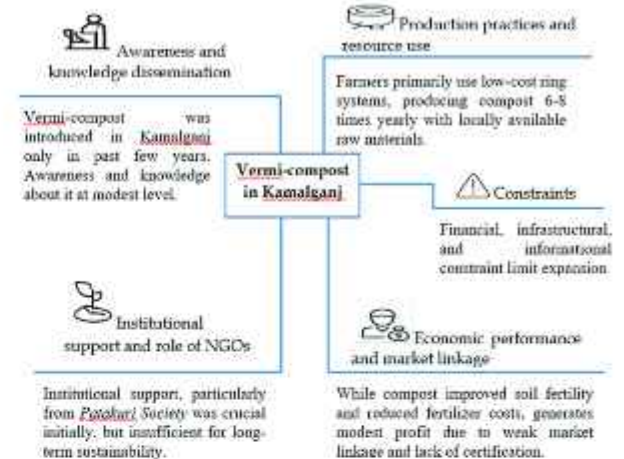 Awareness and
knowledge dissemination
Vermi-compost was
introduced in Kamalganj
only in past few years.
Awareness and knowledge
about it at modest level.
Production practices and
resource use
Farmers primarily use low-cost ring
systems, producing compost 6-8
times yearly with locally available
raw materials.
Vermi-compost
in Kamalganj
Constraints
Financial, infrastructural,
and informational
constraint limit expansion
Institutional
support and role of NGOs
Institutional support, particularly
from Patakuri Society was crucial
initially, but insufficient for long-
term sustainability.
Economic performance
and market linkage
While compost improved soil fertility
and reduced fertilizer costs, generates
modest profit due to weak market
linkage and lack of certification.